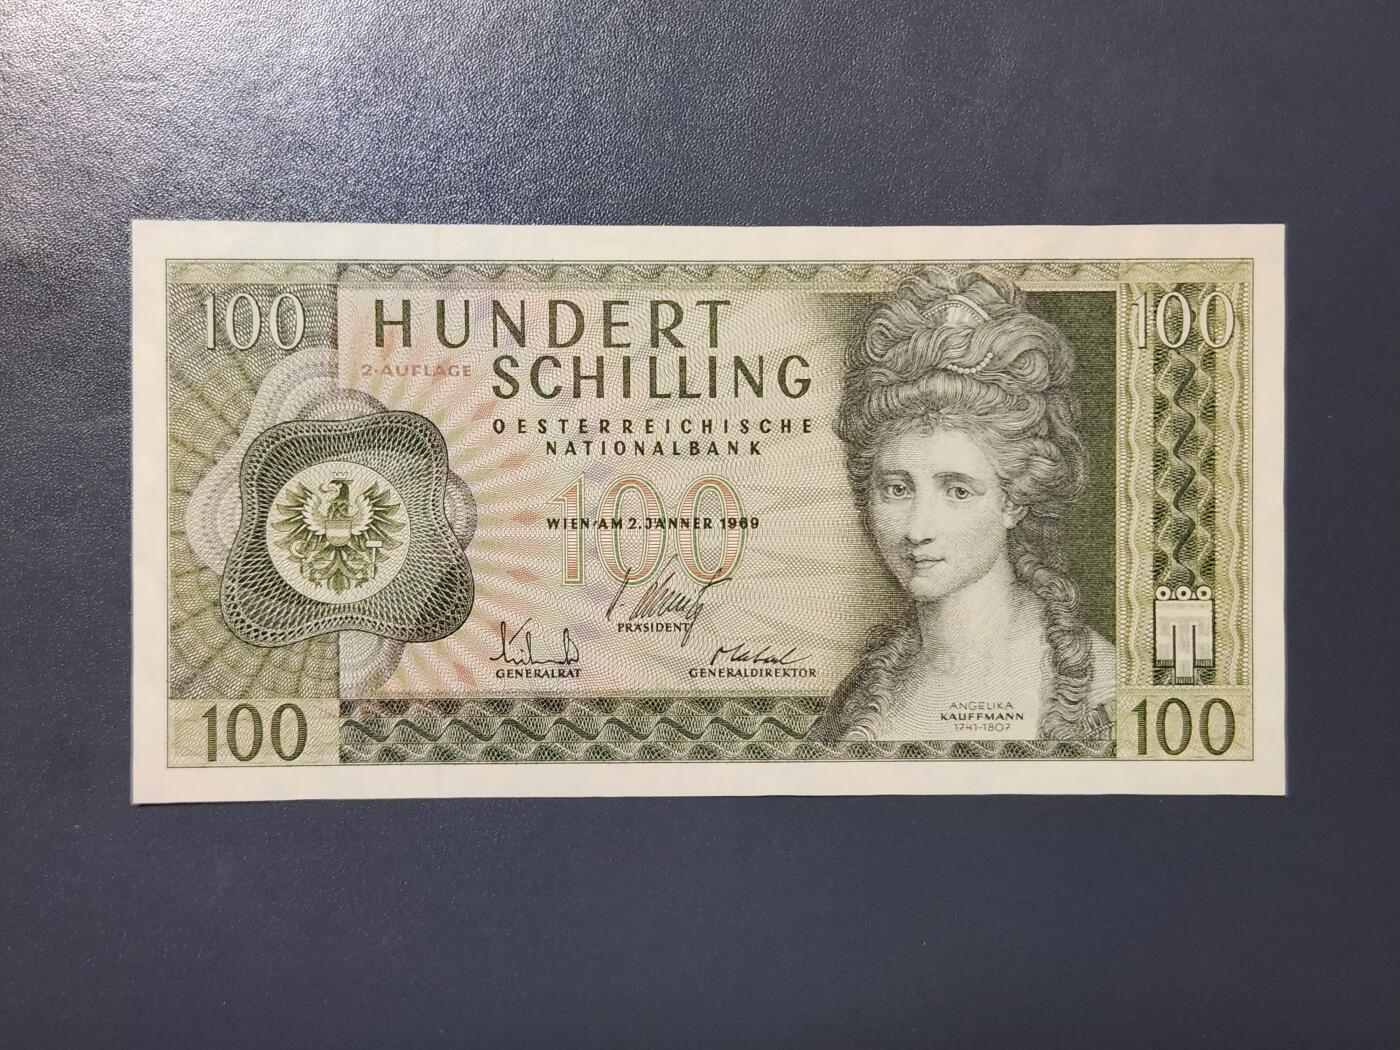 100
HUNDERT
100
2-AUFLAGE
SCHILLING
OESTERREICHISCHE
NATIONALBANK
100
WIEN, AM 2. JÄNNER 1969
PRÄSIDENT
GENERALRAT
GENERALDIREKTOR
ANGELIKA
KAUFFMANN
1741-1807
100
100